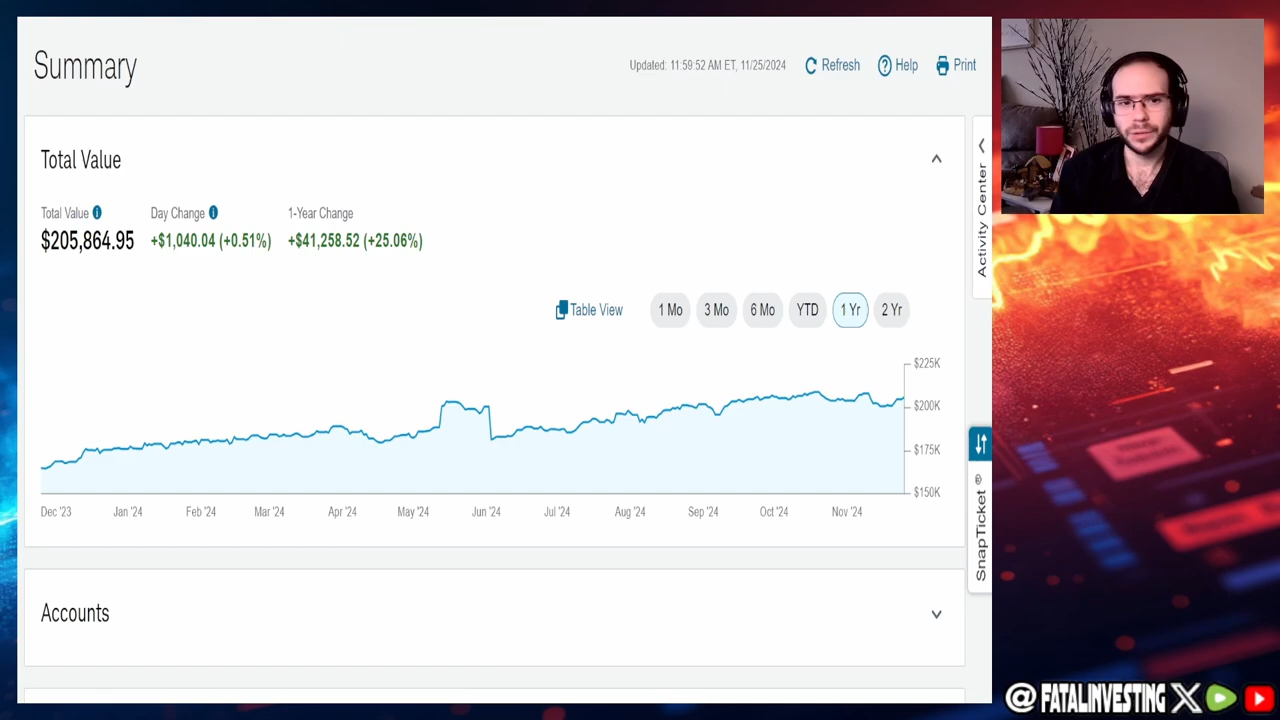 Summary
Updated: 11:59:52 AM ET, 11/25/2024 Refresh Help Print
Total Value
Total Value Day Change 1-Year Change
$205,864.95 +$1,040.04 (+0.51%) +$41,258.52 (+25.06%)
Table View 1 Mo 3 Mo 6 Mo YTD 1 Yr 2 Yr
$225K
$200K
$175K
$150K
Dec '23 Jan '24 Feb '24 Mar '24 Apr '24 May '24 Jun '24 Jul '24 Aug '24 Sep '24 Oct '24 Nov '24
Accounts
Activity Center
SnapTicket ®
@FATALINVESTING X